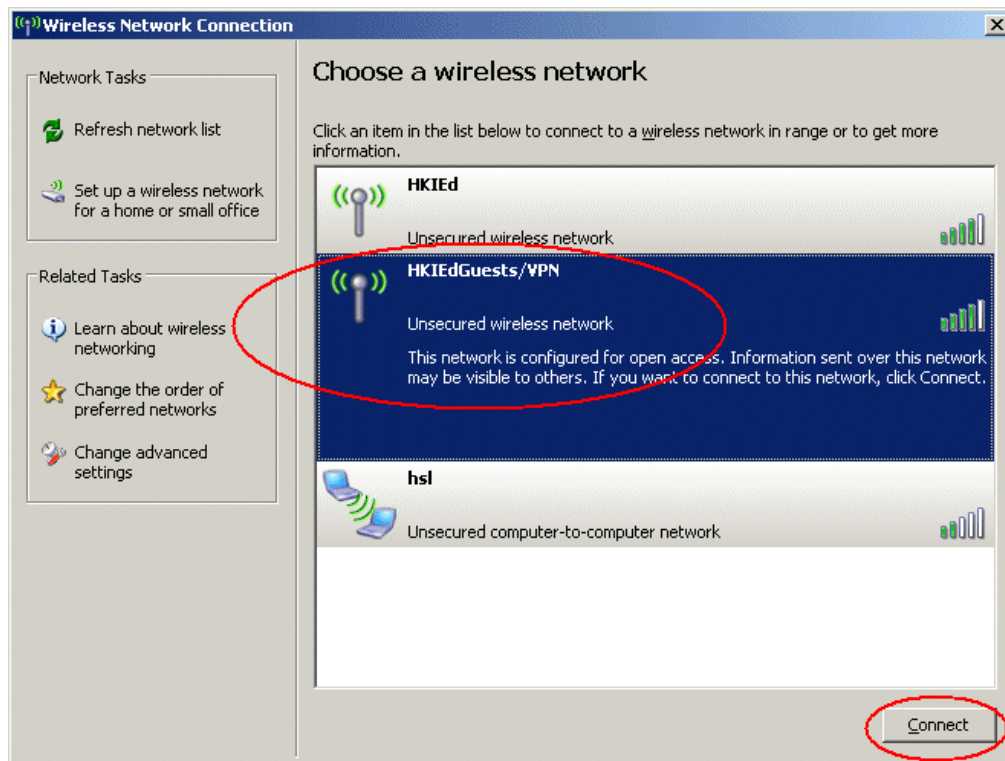 Wireless Network Connection
Network Tasks
Refresh network list
Set up a wireless network
for a home or small office
Related Tasks
Learn about wireless
networking
Change the order of
preferred networks
Change advanced
settings
Choose a wireless network
Click an item in the list below to connect to a wireless network in range or to get more
information.
HKIEd
Unsecured wireless network
HKIEdGuests/VPN
Unsecured wireless network
This network is configured for open access. Information sent over this network
may be visible to others. If you want to connect to this network, click Connect.
hsl
Unsecured computer-to-computer network
Connect